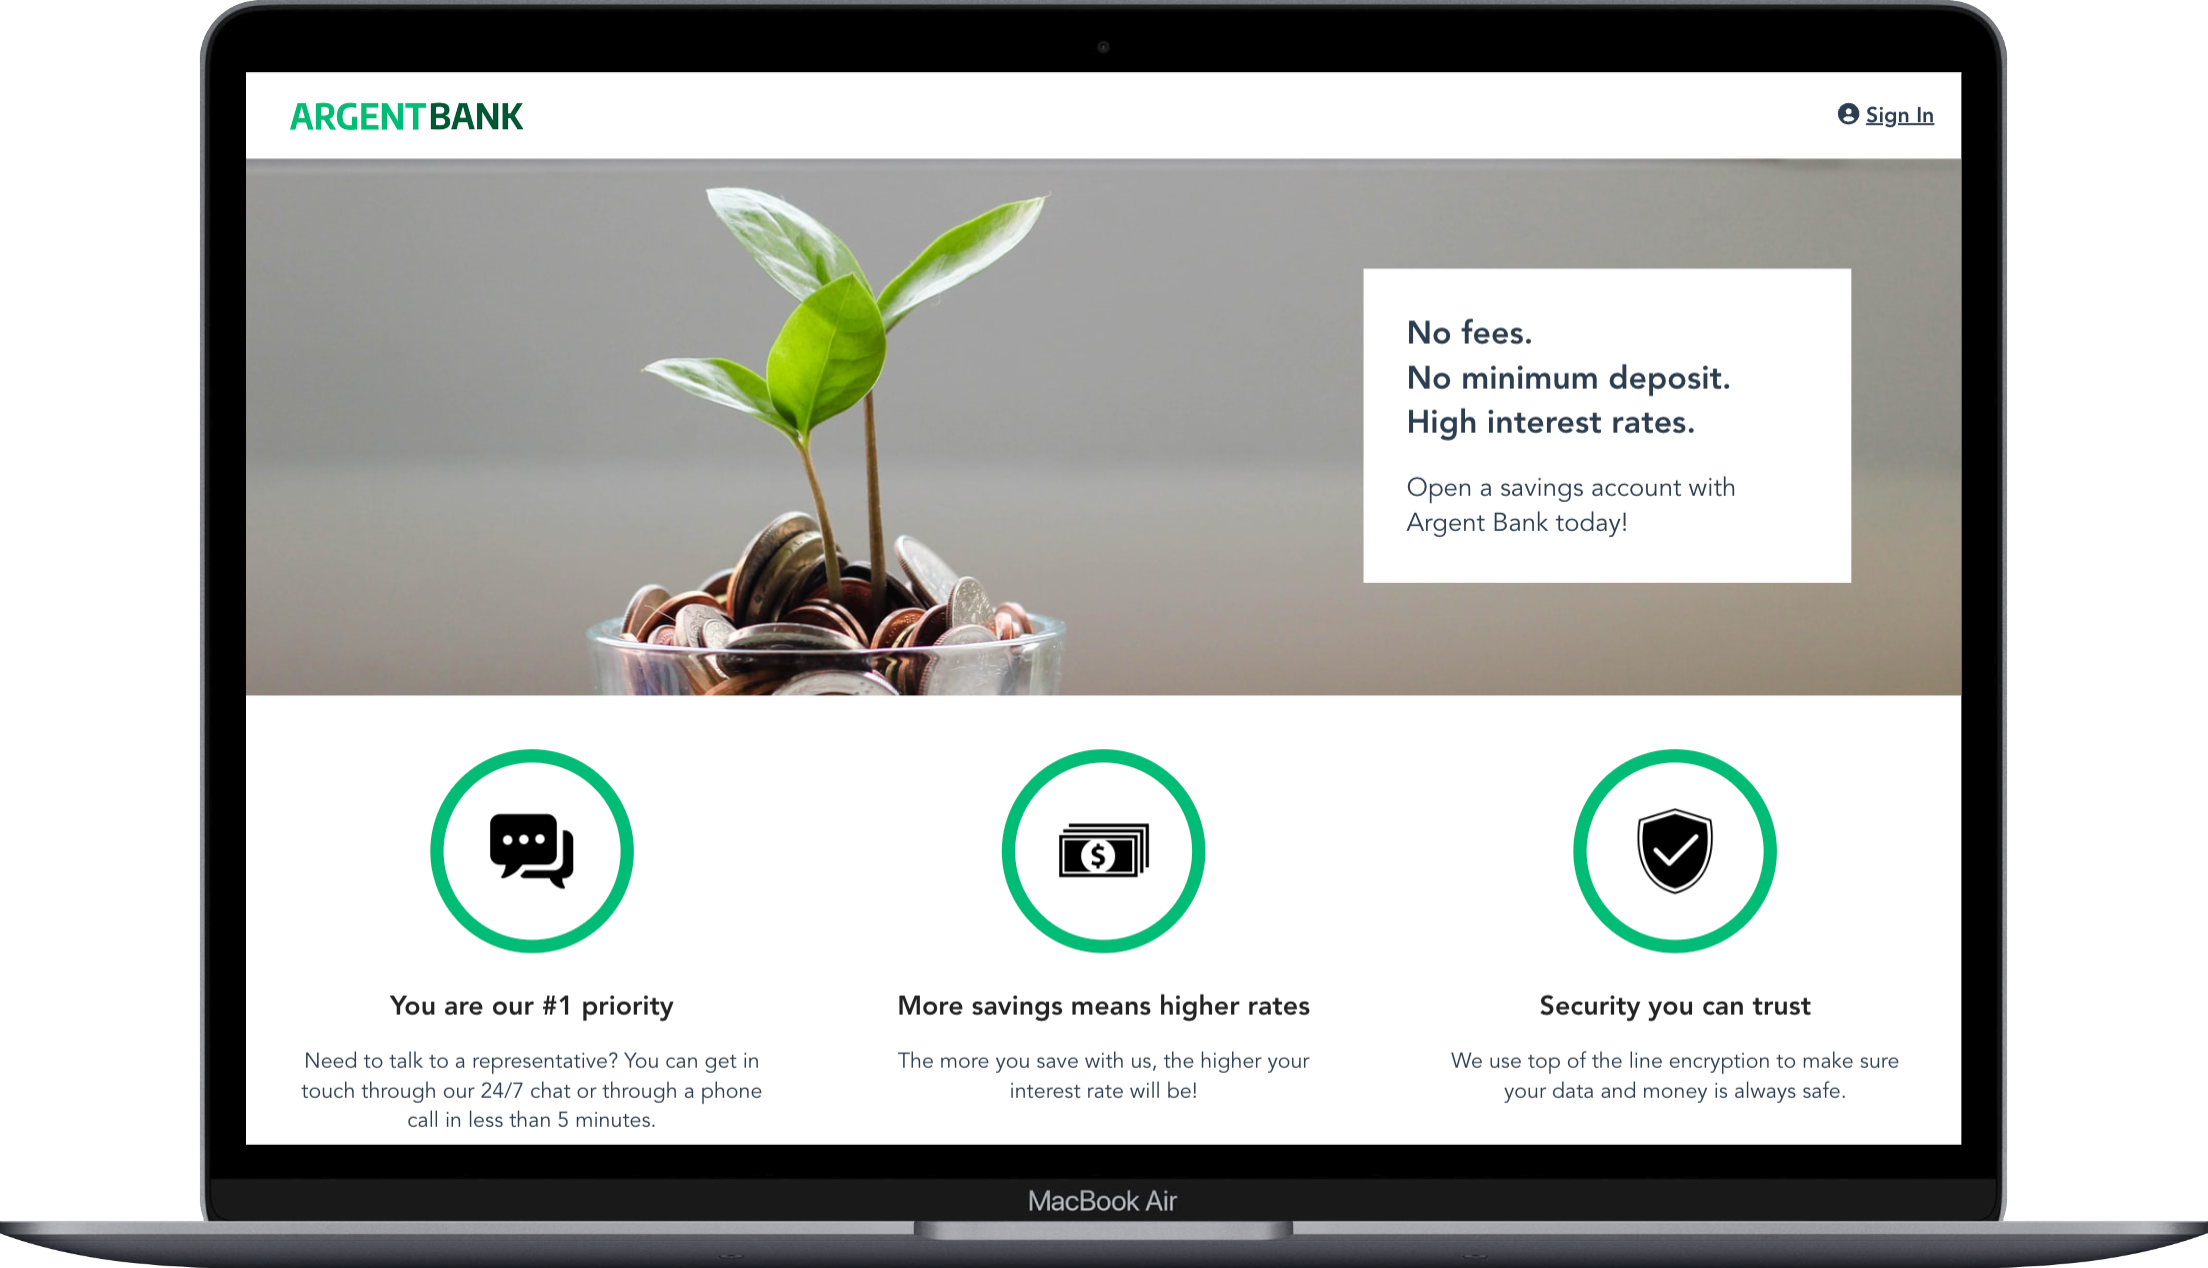 ARGENTBANK
Sign In
No fees.
No minimum deposit.
High interest rates.
Open a savings account with
Argent Bank today!
$
You are our #1 priority
Need to talk to a representative? You can get in
touch through our 24/7 chat or through a phone
call in less than 5 minutes.
More savings means higher rates
The more you save with us, the higher your
interest rate will be!
Security you can trust
We use top of the line encryption to make sure
your data and money is always safe.
MacBook Air